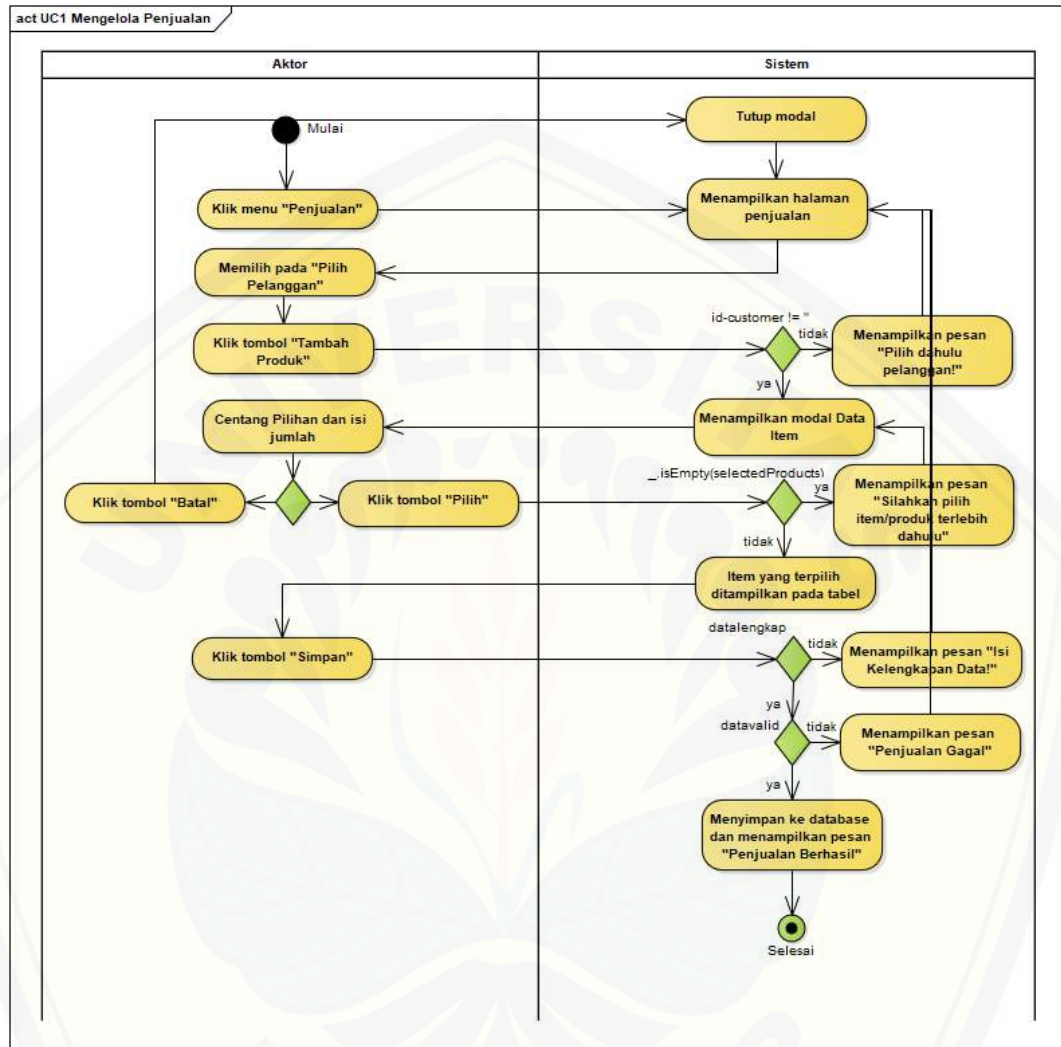 act UC1 Mengelola Penjualan
Aktor
Sistem
Mulai
Tutup modal
Klik menu "Penjualan"
Menampilkan halaman
penjualan
Memilih pada "Pilih
Pelanggan"
Klik tombol "Tambah
Produk"
id-customer != "
tidak
Menampilkan pesan
"Pilih dahulu
pelanggan!"
ya
Centang Pilihan dan isi
jumlah
Menampilkan modal Data
Item
Klik tombol "Batal"
Klik tombol "Pilih"
_.isEmpty(selectedProducts)
ya
Menampilkan pesan
"Silahkan pilih
item/produk terlebih
dahulu"
tidak
Item yang terpilih
ditampilkan pada tabel
Klik tombol "Simpan"
datalengkap
tidak
Menampilkan pesan "Isi
Kelengkapan Data!"
ya
datavalid
tidak
Menampilkan pesan
"Penjualan Gagal"
ya
Menyimpan ke database
dan menampilkan pesan
"Penjualan Berhasil"
Selesai
UNIVERSITAS